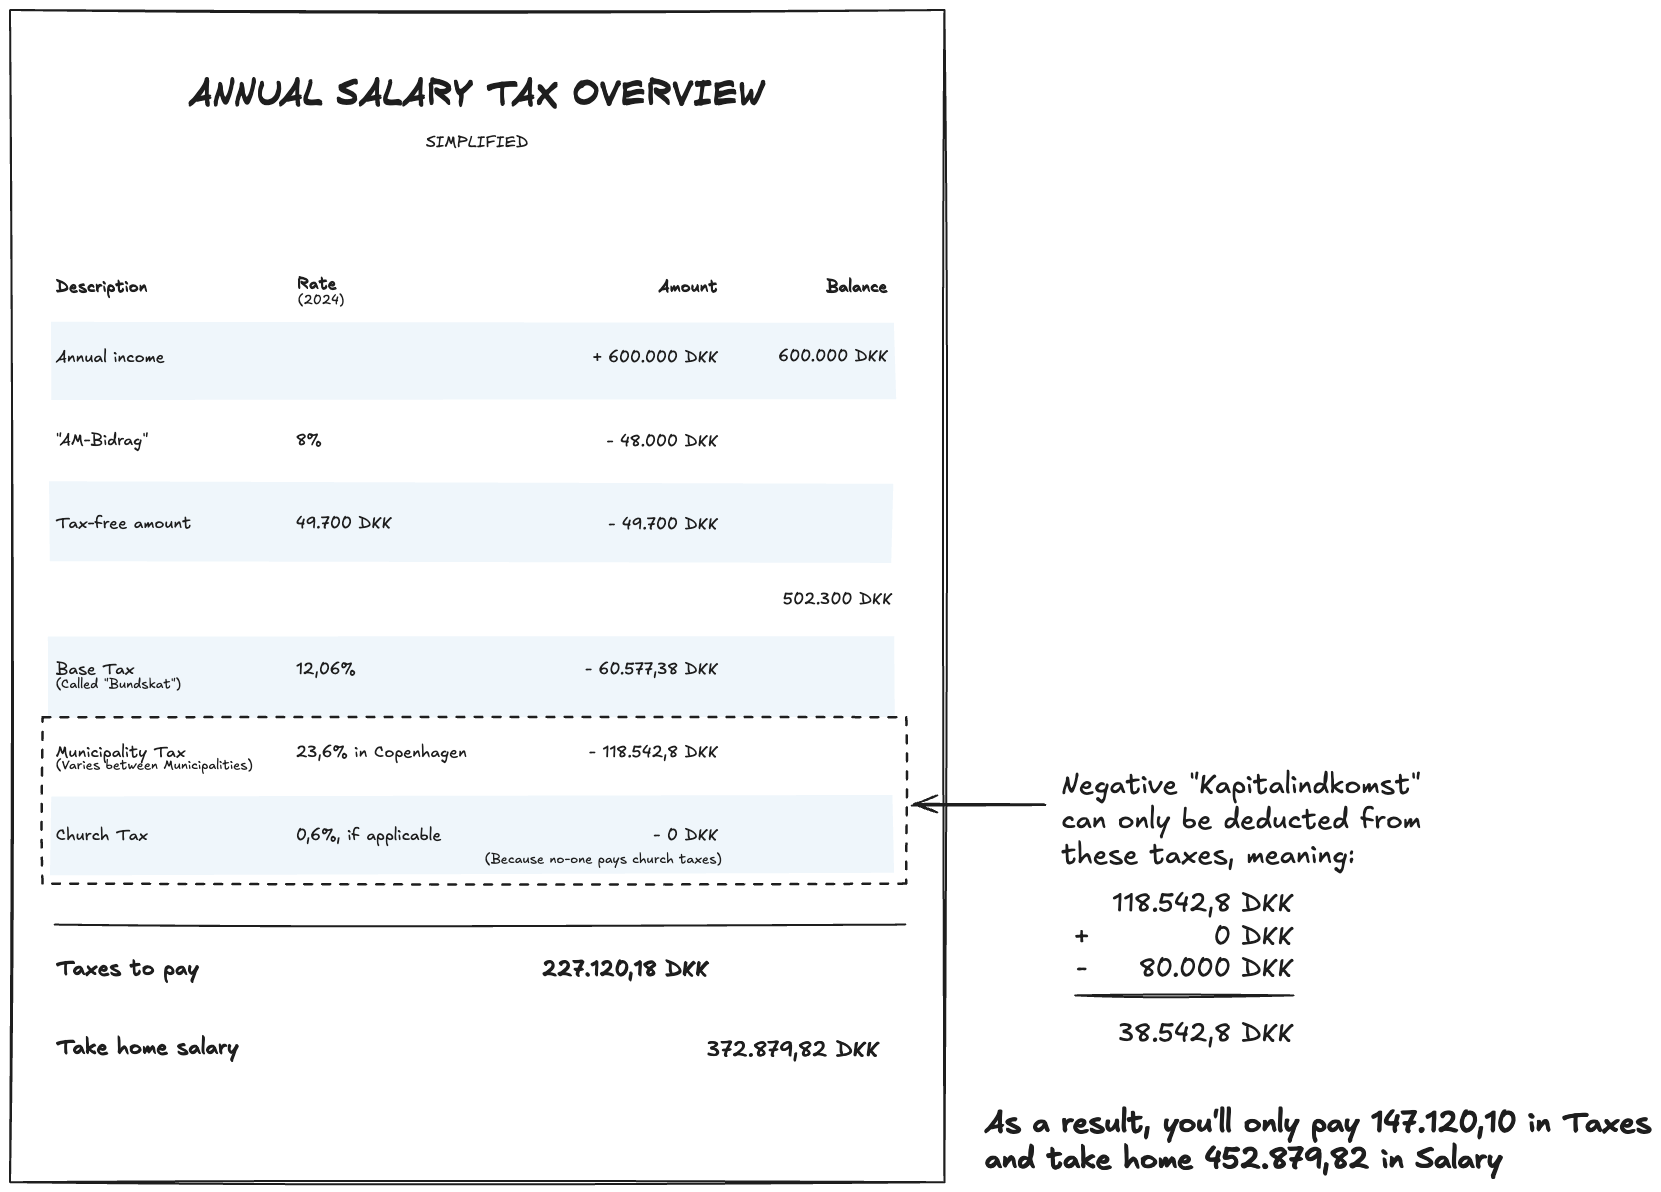 ANNUAL SALARY TAX OVERVIEW
SIMPLIFIED
Description Rate Amount Balance
(2024)
Annual income + 600.000 DKK 600.000 DKK
"AM-Bidrag" 8% - 48.000 DKK
Tax-free amount 49.700 DKK - 49.700 DKK
502.300 DKK
Base Tax 12,06% - 60.577,38 DKK
(Called "Bundskat")
Municipality Tax 23,6% in Copenhagen - 118.542,8 DKK
(Varies between Municipalities)
Church Tax 0,6%, if applicable - 0 DKK
(Because no-one pays church taxes)
Taxes to pay 227.120,18 DKK
Take home salary 372.879,82 DKK
Negative "Kapitalindkomst"
can only be deducted from
these taxes, meaning:
118.542,8 DKK
+ 0 DKK
- 80.000 DKK
38.542,8 DKK
As a result, you'll only pay 147.120,10 in Taxes
and take home 452.879,82 in Salary